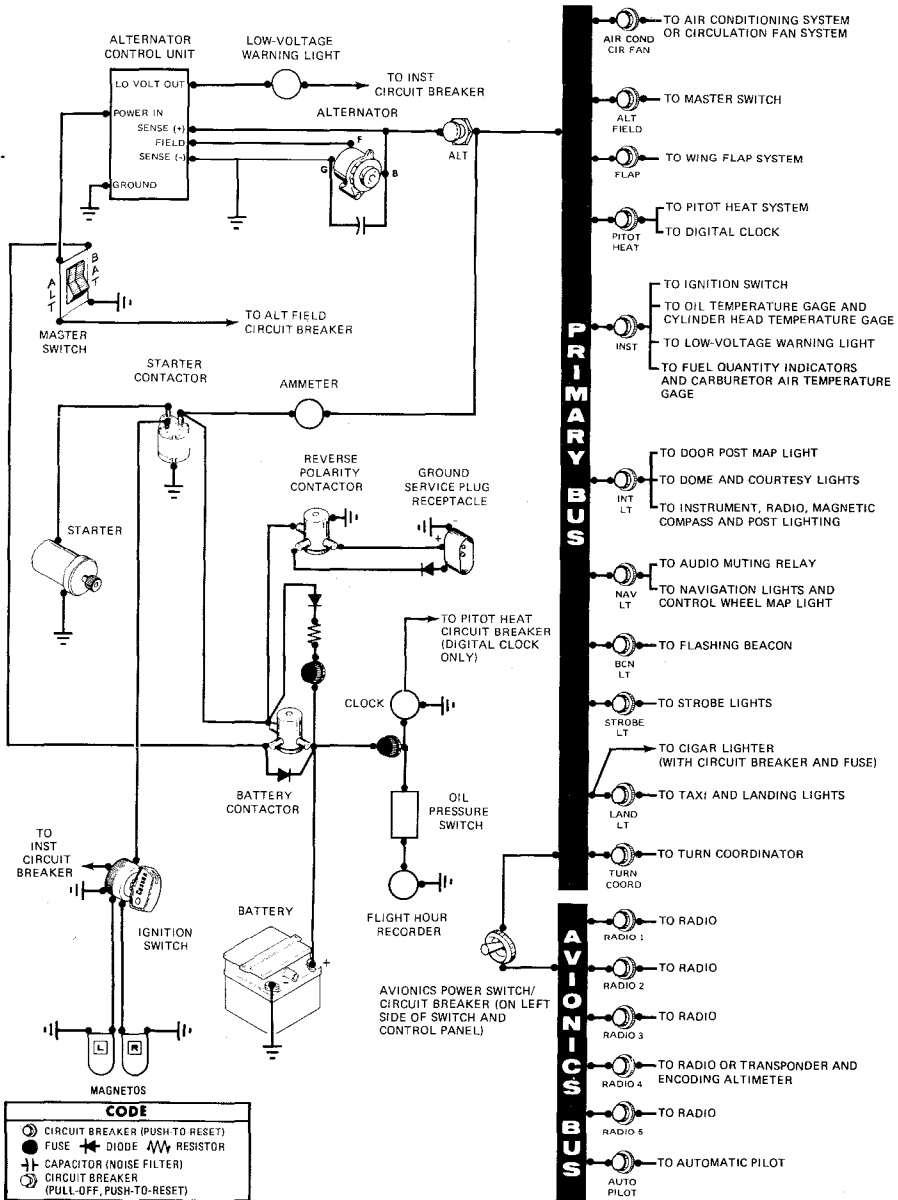 ALTERNATOR
CONTROL UNIT
LO VOLT OUT
POWER IN
SENSE (+)
FIELD
SENSE (-)
GROUND
LOW-VOLTAGE
WARNING LIGHT
TO INST
CIRCUIT BREAKER
ALTERNATOR
F
G
B
ALT
ALT
BAT
MASTER
SWITCH
TO ALT FIELD
CIRCUIT BREAKER
STARTER
CONTACTOR
AMMETER
REVERSE
POLARITY
CONTACTOR
GROUND
SERVICE PLUG
RECEPTACLE
-
+
STARTER
TO PITOT HEAT
CIRCUIT BREAKER
(DIGITAL CLOCK
ONLY)
CLOCK
BATTERY
CONTACTOR
OIL
PRESSURE
SWITCH
TO
INST
CIRCUIT
BREAKER
IGNITION
SWITCH
BATTERY
+
FLIGHT HOUR
RECORDER
AVIONICS POWER SWITCH/
CIRCUIT BREAKER (ON LEFT
SIDE OF SWITCH AND
CONTROL PANEL)
L
R
MAGNETOS
CODE
CIRCUIT BREAKER (PUSH-TO-RESET)
FUSE DIODE RESISTOR
CAPACITOR (NOISE FILTER)
CIRCUIT BREAKER
(PULL-OFF, PUSH-TO-RESET)
PRIMARY BUS
AIR COND
CIR FAN
TO AIR CONDITIONING SYSTEM
OR CIRCULATION FAN SYSTEM
ALT
FIELD
TO MASTER SWITCH
FLAP
TO WING FLAP SYSTEM
PITOT
HEAT
TO PITOT HEAT SYSTEM
TO DIGITAL CLOCK
INST
TO IGNITION SWITCH
TO OIL TEMPERATURE GAGE AND
CYLINDER HEAD TEMPERATURE GAGE
TO LOW-VOLTAGE WARNING LIGHT
TO FUEL QUANTITY INDICATORS
AND CARBURETOR AIR TEMPERATURE
GAGE
INT
LT
TO DOOR POST MAP LIGHT
TO DOME AND COURTESY LIGHTS
TO INSTRUMENT, RADIO, MAGNETIC
COMPASS AND POST LIGHTING
NAV
LT
TO AUDIO MUTING RELAY
TO NAVIGATION LIGHTS AND
CONTROL WHEEL MAP LIGHT
BCN
LT
TO FLASHING BEACON
STROBE
LT
TO STROBE LIGHTS
TO CIGAR LIGHTER
(WITH CIRCUIT BREAKER AND FUSE)
LAND
LT
TO TAXI AND LANDING LIGHTS
TURN
COORD
TO TURN COORDINATOR
AVIONICS BUS
RADIO 1
TO RADIO
RADIO 2
TO RADIO
RADIO 3
TO RADIO
RADIO 4
TO RADIO OR TRANSPONDER AND
ENCODING ALTIMETER
RADIO 5
TO RADIO
AUTO
PILOT
TO AUTOMATIC PILOT